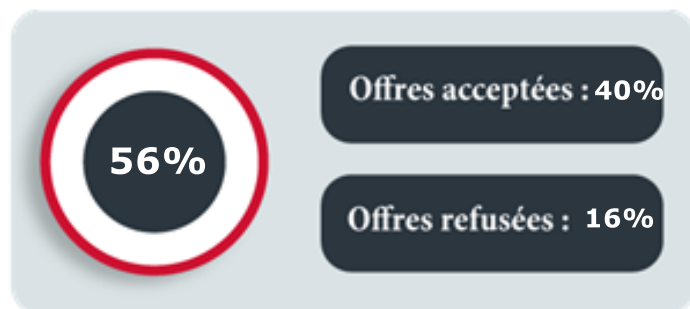 56%
Offres acceptées : 40%
Offres refusées : 16%